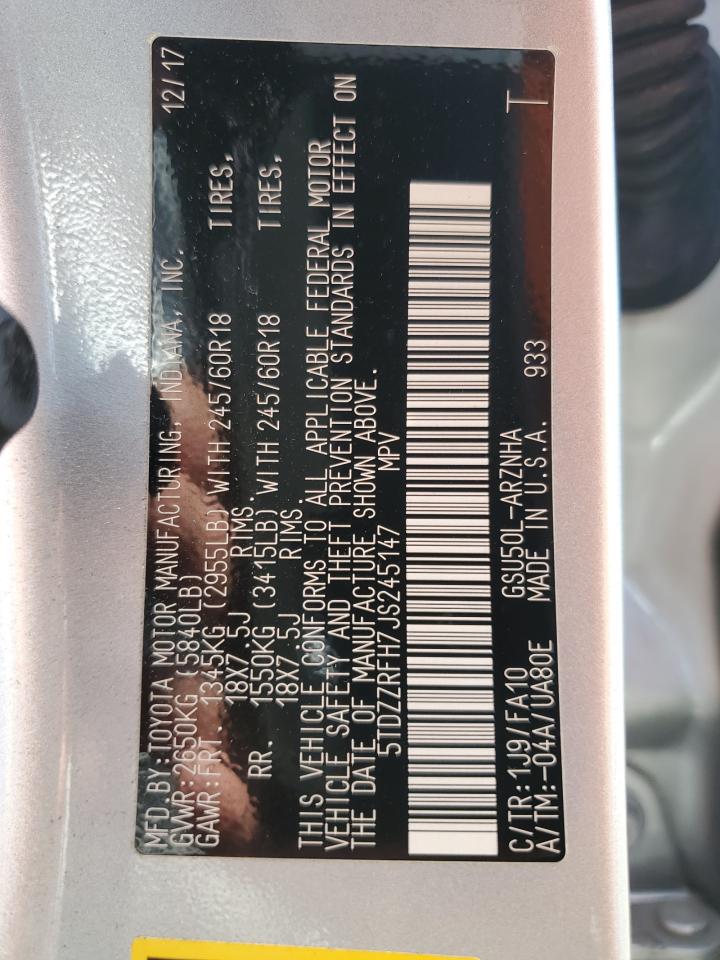 MFD.BY:TOYOTA MOTOR MANUFACTURING, INDIANA, INC. 12/17
GVWR:2650KG (5840LB)
GAWR:FRT. 1345KG (2955LB) WITH 245/60R18 TIRES,
18X7.5J RIMS.
RR. 1550KG (3415LB) WITH 245/60R18 TIRES,
18X7.5J RIMS.
THIS VEHICLE CONFORMS TO ALL APPLICABLE FEDERAL MOTOR
VEHICLE SAFETY AND THEFT PREVENTION STANDARDS IN EFFECT ON
THE DATE OF MANUFACTURE SHOWN ABOVE.
5TDZZRFH7JS245147 MPV
T
C/TR:1J9/FA10 GSU50L-ARZNHA
A/TM:-04A/UA80E MADE IN U.S.A. 933